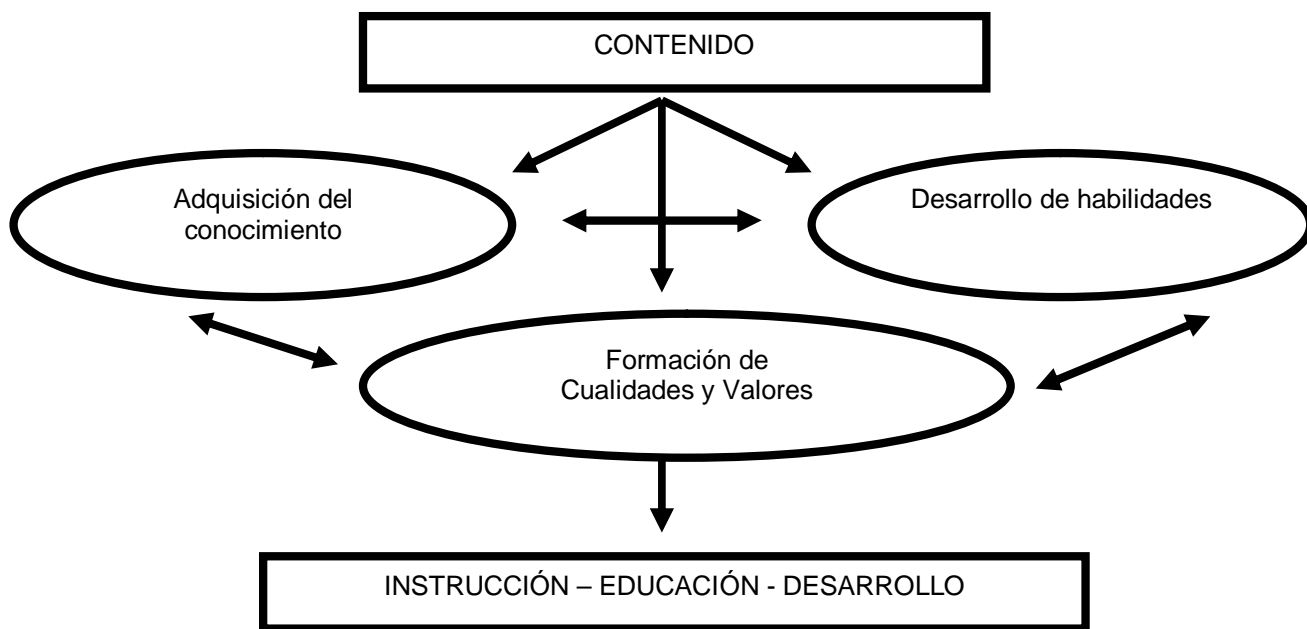 CONTENIDO
Adquisición del
conocimiento
Desarrollo de habilidades
Formación de
Cualidades y Valores
INSTRUCCIÓN – EDUCACIÓN - DESARROLLO